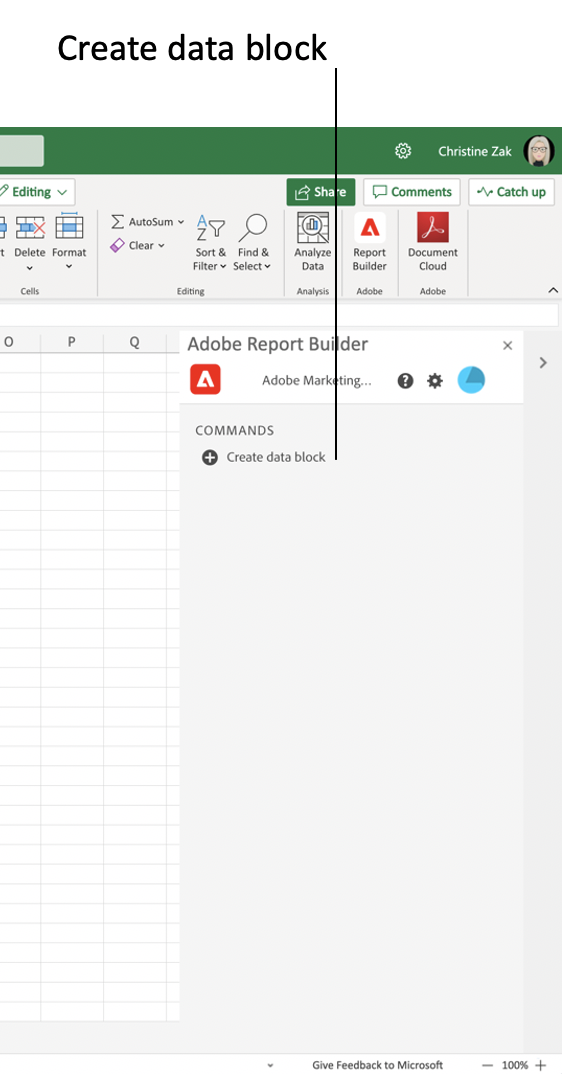 Create data block
Christine Zak
Editing
Share
Comments
Catch up
AutoSum
Clear
Delete
Format
Sort &
Filter
Find &
Select
Analyze
Data
Report
Builder
Document
Cloud
Cells
Editing
Analysis
Adobe
Adobe
O P Q
Adobe Report Builder
Adobe Marketing...
COMMANDS
Create data block
Give Feedback to Microsoft
100%